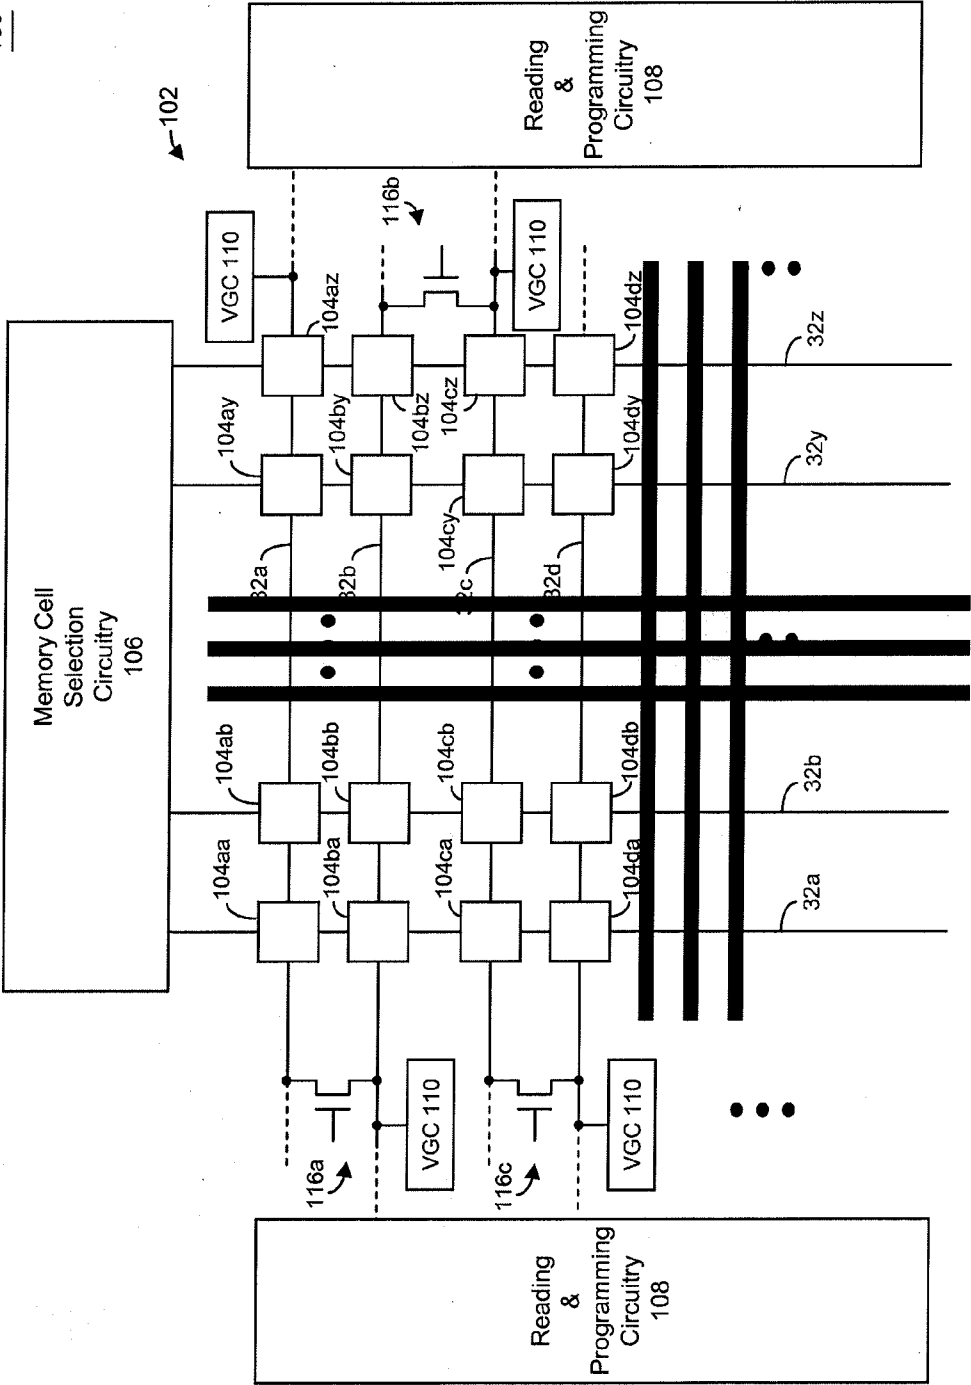 102
Memory Cell
Selection
Circuitry
106
Reading
&
Programming
Circuitry
108
VGC 110
116b
VGC 110
104az
104bz
104cz
104dz
32z
104ay
104by
104cy
104dy
32y
32a
32b
32d
104ab
104bb
104cb
104db
32b
104aa
104ba
104ca
104da
32a
116a
VGC 110
116c
VGC 110
Reading
&
Programming
Circuitry
108